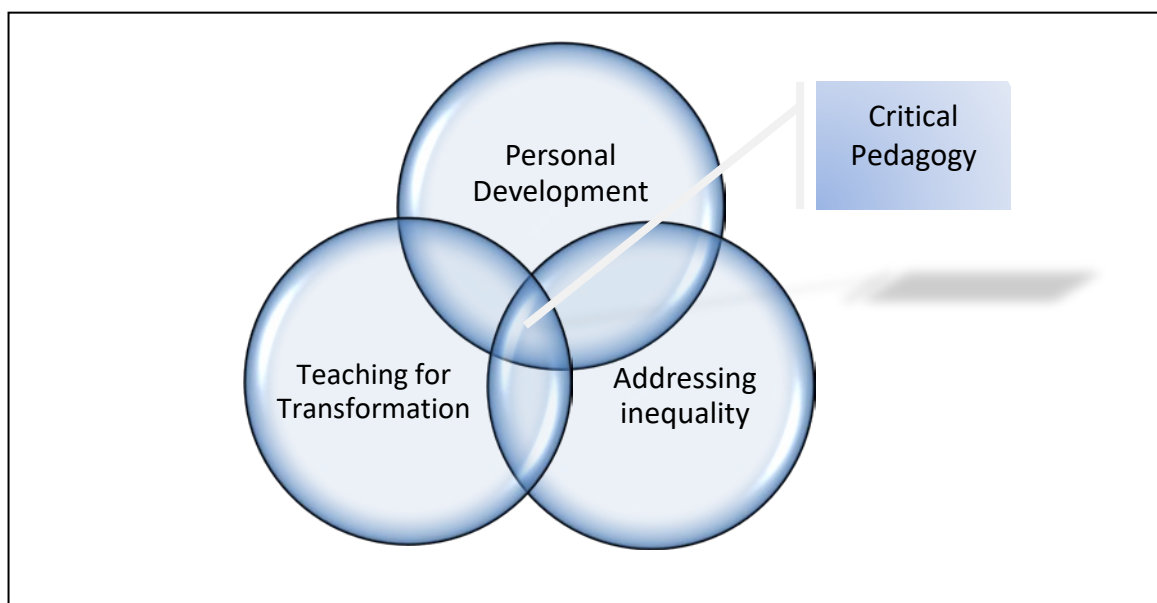 Critical
Pedagogy
Personal
Development
Teaching for
Transformation
Addressing
inequality